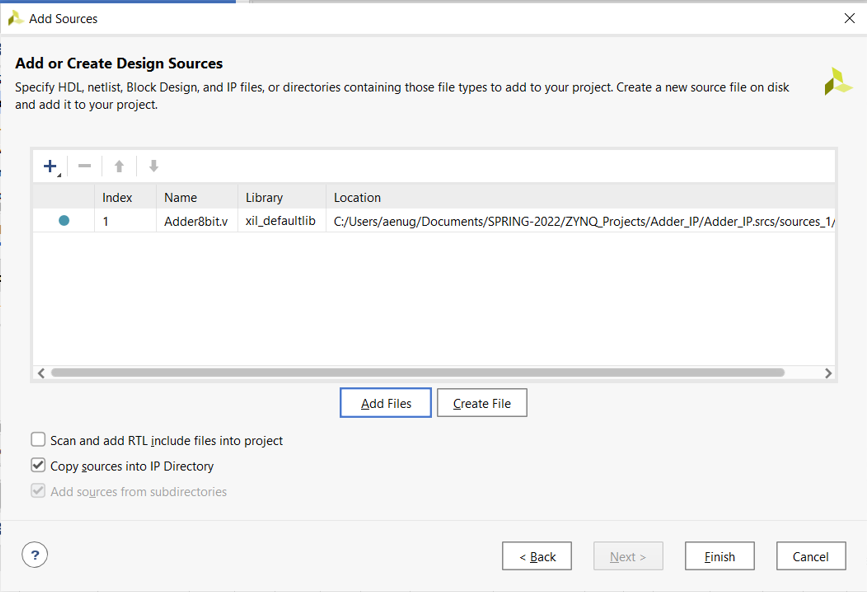 Add Sources
Add or Create Design Sources
Specify HDL, netlist, Block Design, and IP files, or directories containing those file types to add to your project. Create a new source file on disk
and add it to your project.
Index Name Library Location
1 Adder8bit.v xil_defaultlib C:/Users/aenug/Documents/SPRING-2022/ZYNQ_Projects/Adder_IP/Adder_IP.srcs/sources_1/
Add Files Create File
Scan and add RTL include files into project
Copy sources into IP Directory
Add sources from subdirectories
? < Back Next > Finish Cancel